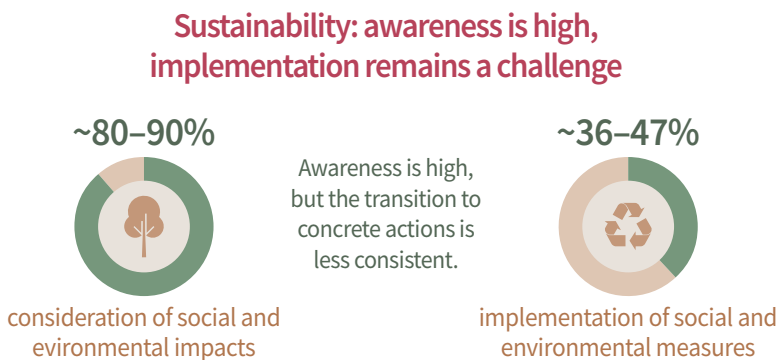 Sustainability: awareness is high,
implementation remains a challenge
~80–90%
consideration of social and
evironmental impacts
Awareness is high,
but the transition to
concrete actions is
less consistent.
~36–47%
implementation of social and
environmental measures